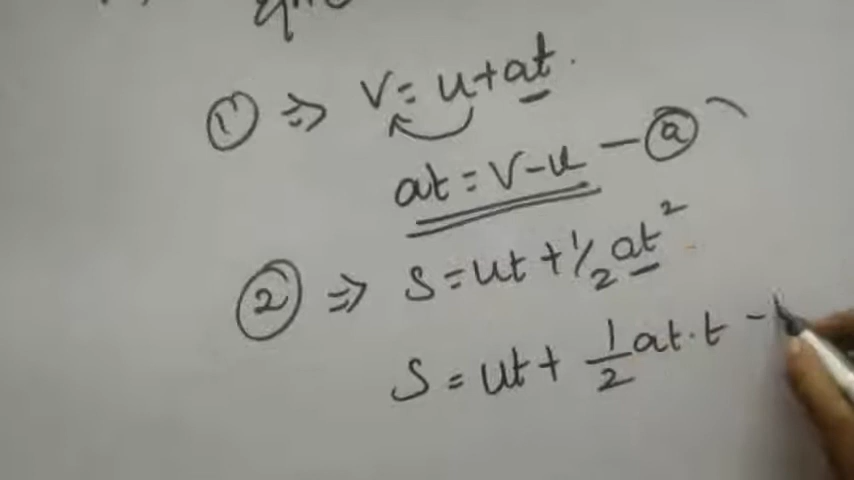 ① ⇒ V = u + at.
at = V - u — ⓐ
② ⇒ S = ut + 1/2 at²
S = ut + 1/2 at · t -